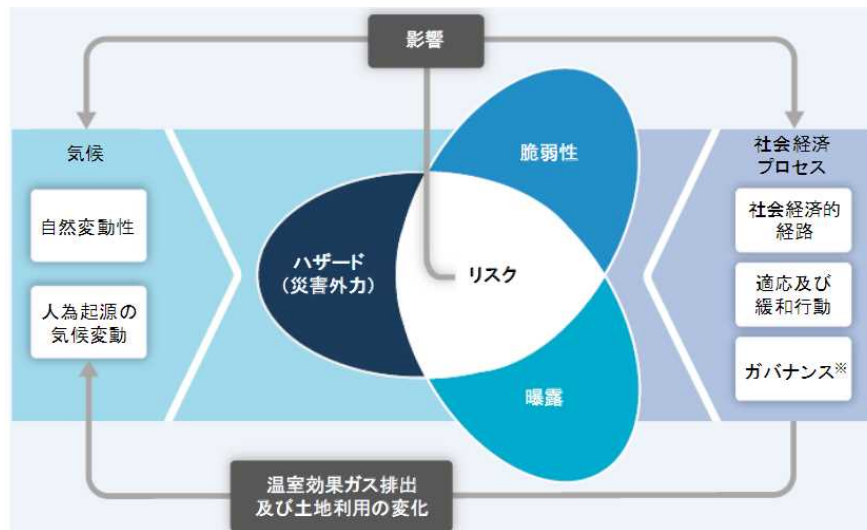 影響
気候
自然変動性
人為起源の
気候変動
脆弱性
ハザード
(災害外力)
リスク
曝露
社会経済
プロセス
社会経済的
経路
適応及び
緩和行動
ガバナンス※
温室効果ガス排出
及び土地利用の変化